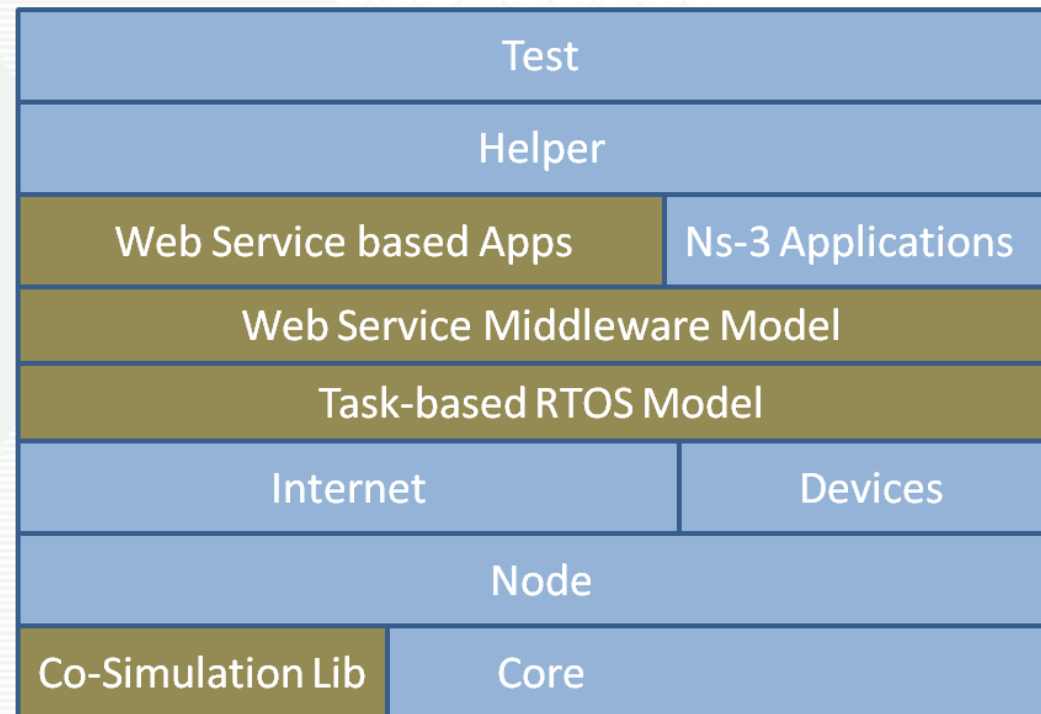 Test
Helper
Web Service based Apps
Ns-3 Applications
Web Service Middleware Model
Task-based RTOS Model
Internet
Devices
Node
Co-Simulation Lib
Core